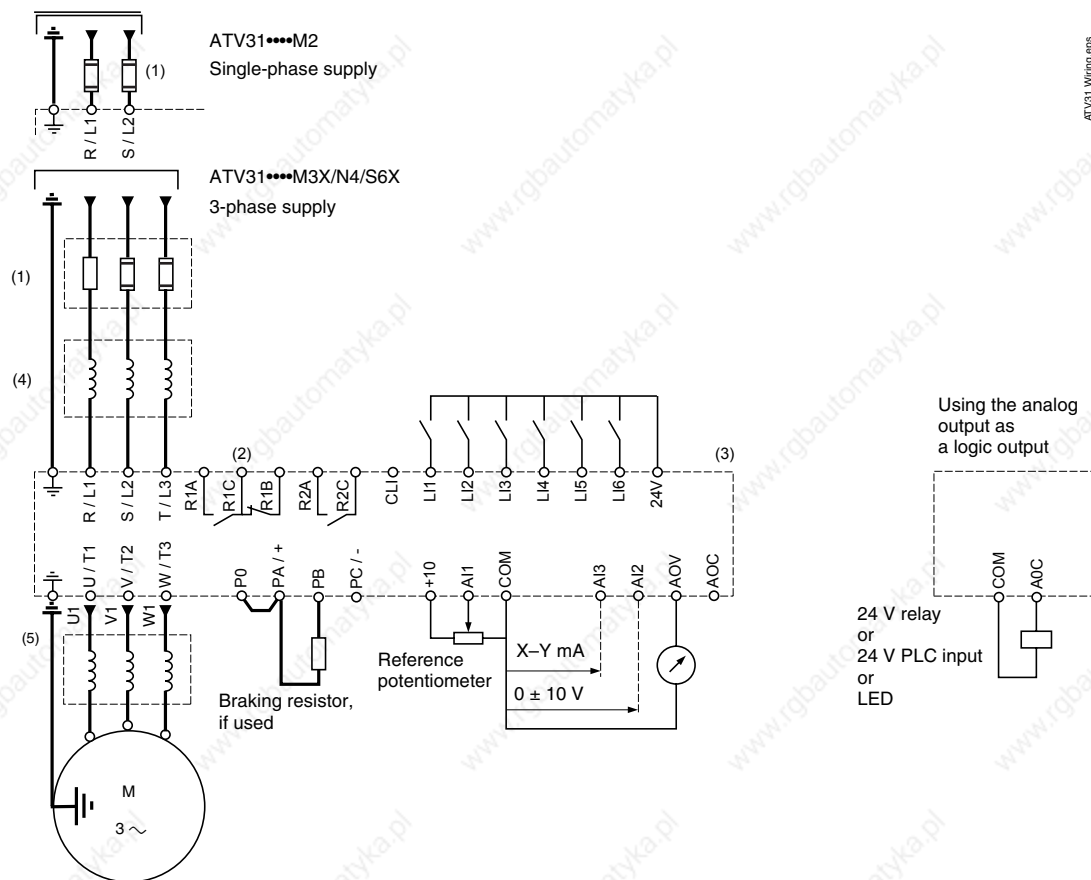 ATV31••••M2
Single-phase supply
(1)
R / L1
S / L2
ATV31 Wiring.eps
ATV31••••M3X/N4/S6X
3-phase supply
(1)
(4)
(2)
(3)
R / L1
S / L2
T / L3
R1A
R1C
R1B
R2A
R2C
CLI
LI1
LI2
LI3
LI4
LI5
LI6
24V
U / T1
V / T2
W / T3
P0
PA / +
PB
PC / -
+10
AI1
COM
AI3
AI2
AOV
AOC
U1
V1
W1
(5)
Braking resistor,
if used
Reference
potentiometer
X–Y mA
0 ± 10 V
M
3
Using the analog
output as
a logic output
COM
A0C
24 V relay
or
24 V PLC input
or
LED
www.rgbautomatyka.pl